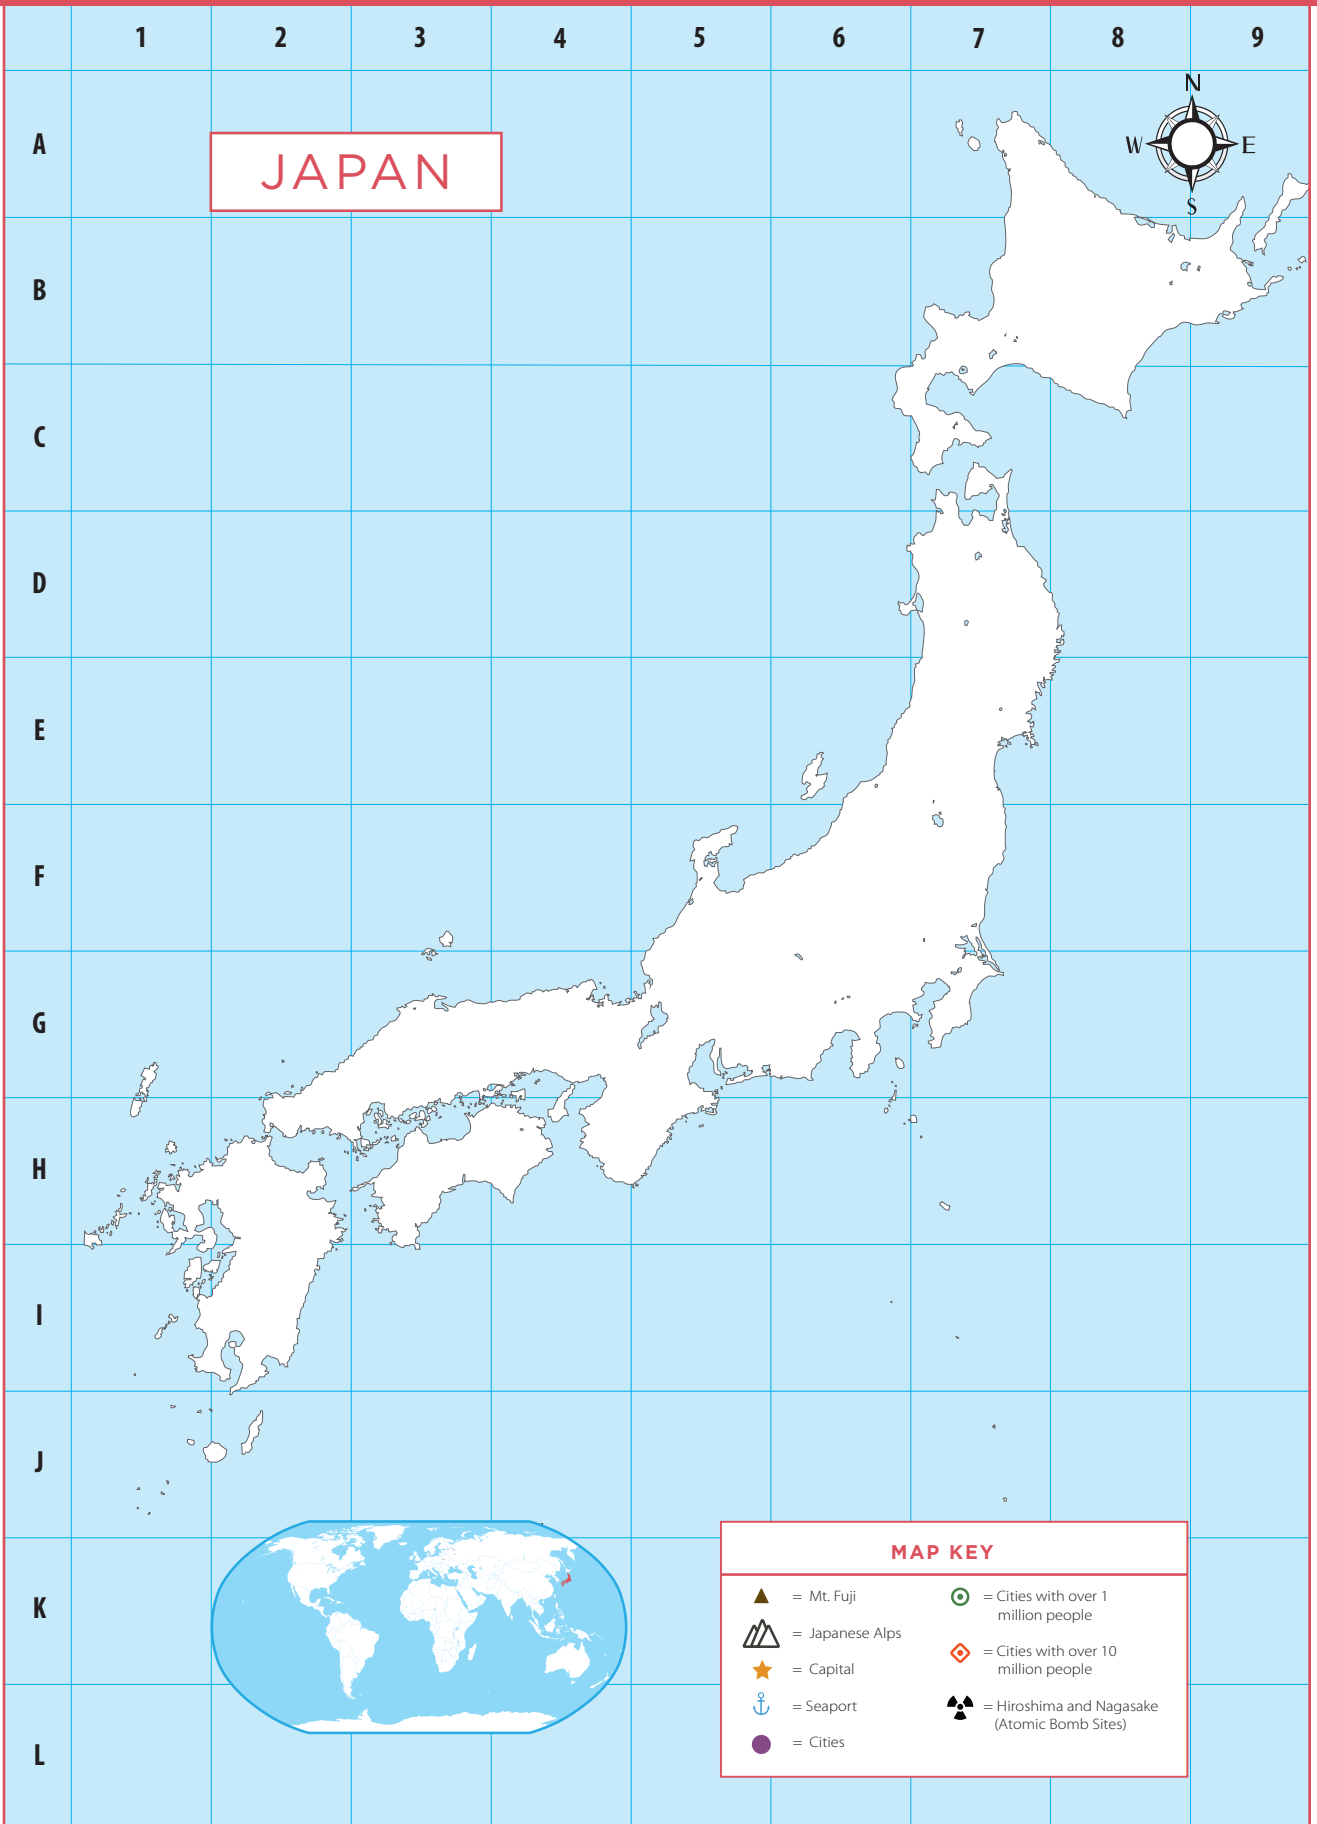 1 2 3 4 5 6 7 8 9
N
A
JAPAN
W E
S
B
C
D
E
F
G
H
I
J
MAP KEY
= Mt. Fuji
= Japanese Alps
= Capital
= Seaport
= Cities
= Cities with over 1
million people
= Cities with over 10
million people
= Hiroshima and Nagasake
(Atomic Bomb Sites)
K
L